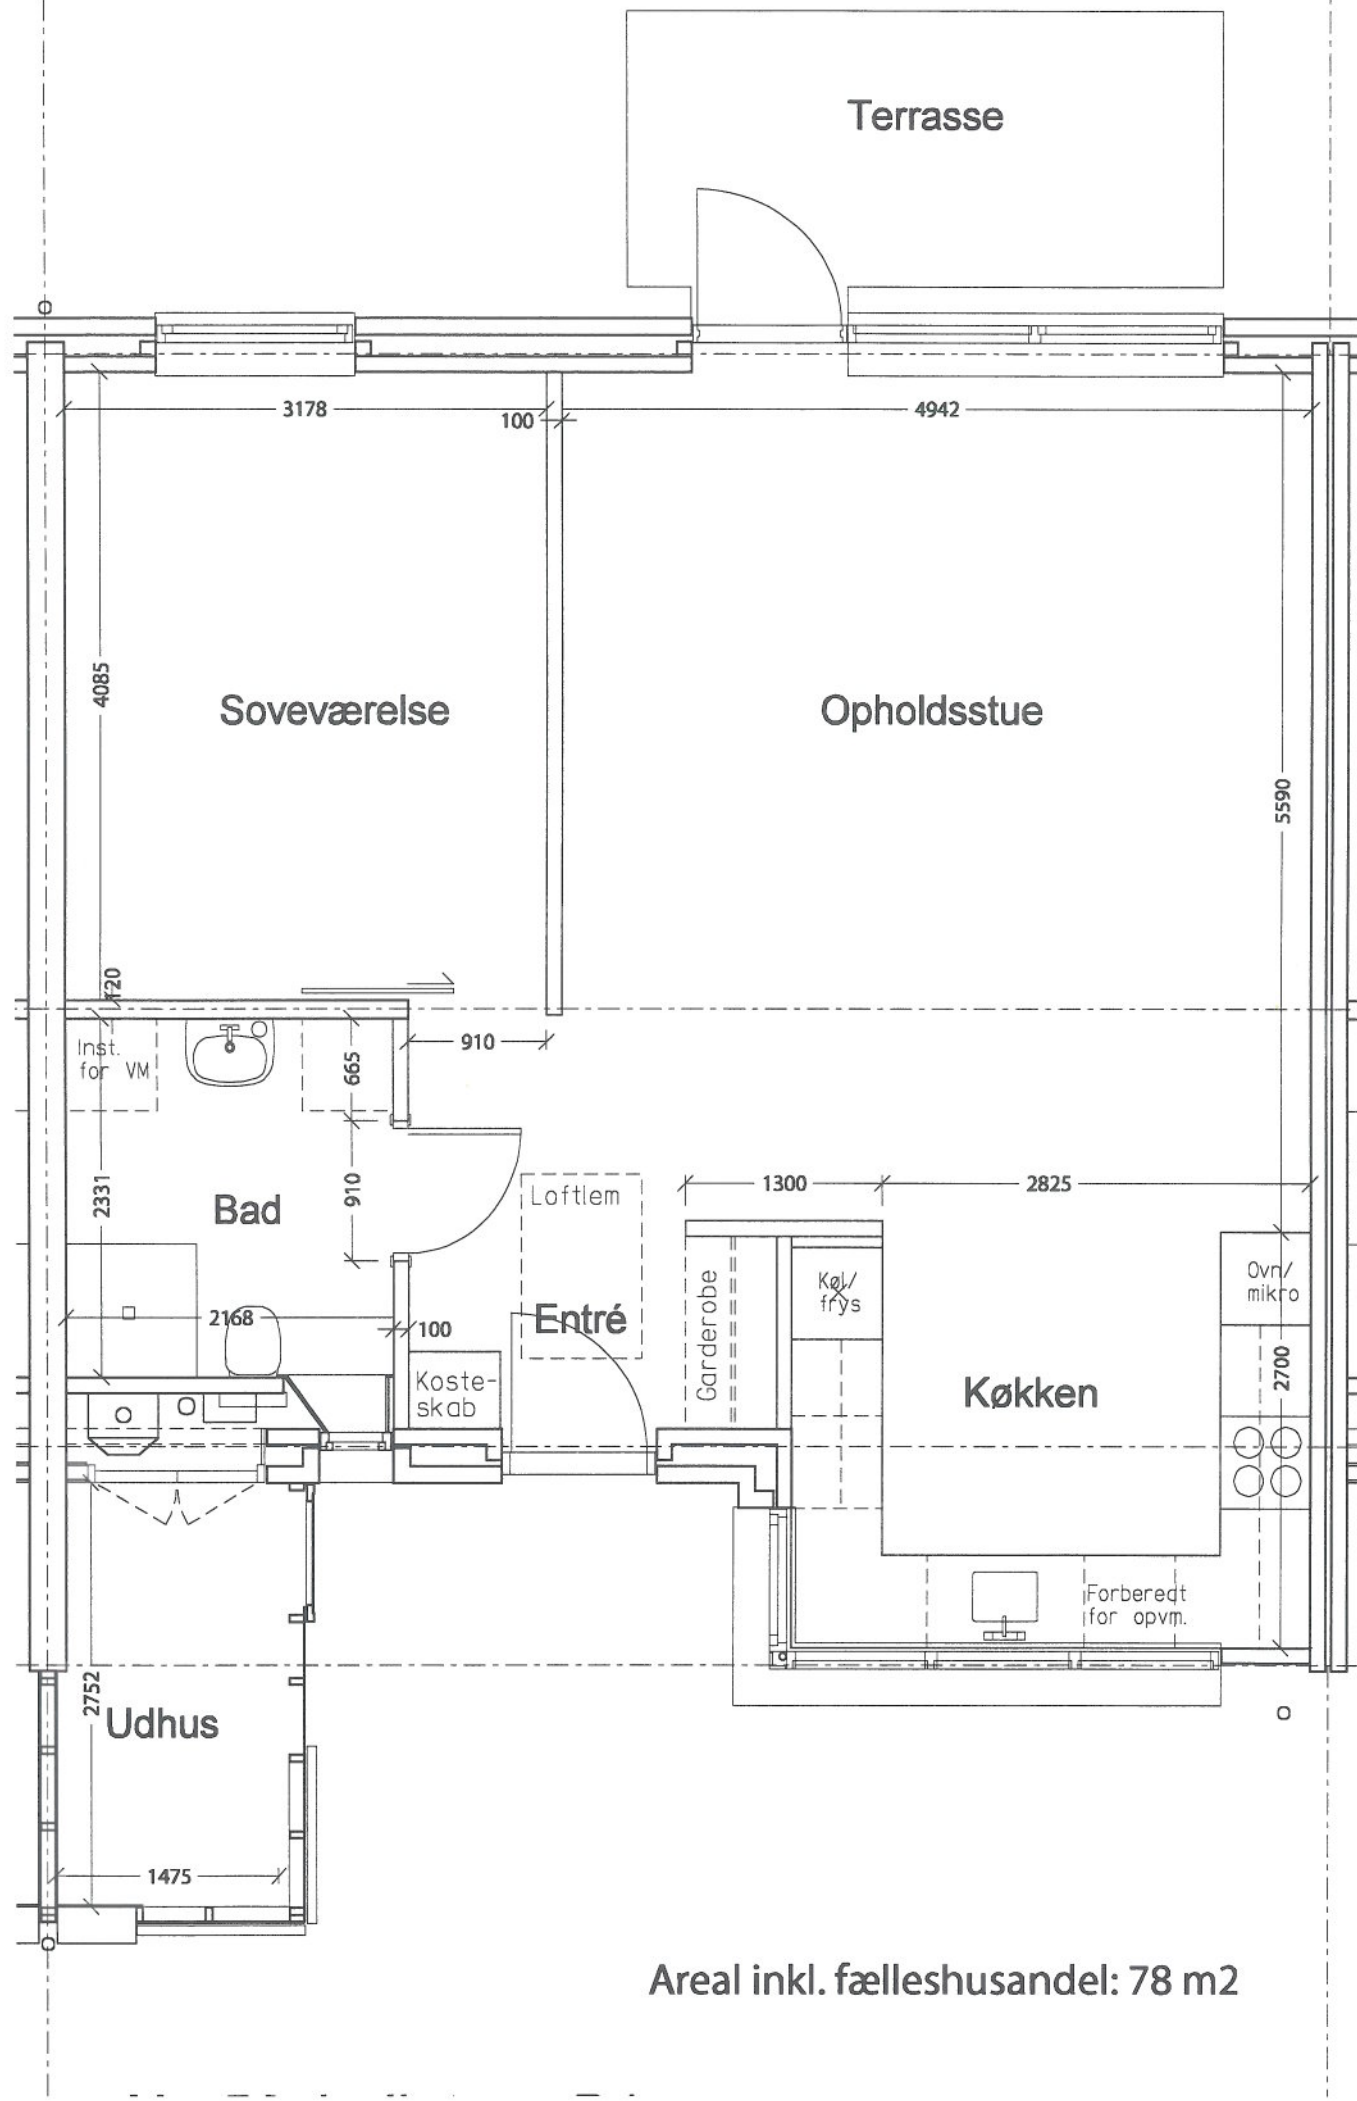 Terrasse
3178
100
4942
4085
Soveværelse
Opholdsstue
5590
120
Inst.
for VM
665
910
2331
Bad
910
Loftlem
1300
2825
Køl/
frys
Ovn/
mikro
Garderobe
2168
100
Entré
Koste-
skab
Køkken
2700
Forberedt
for opvm.
2752
Udhus
1475
Areal inkl. fælleshusandel: 78 m2